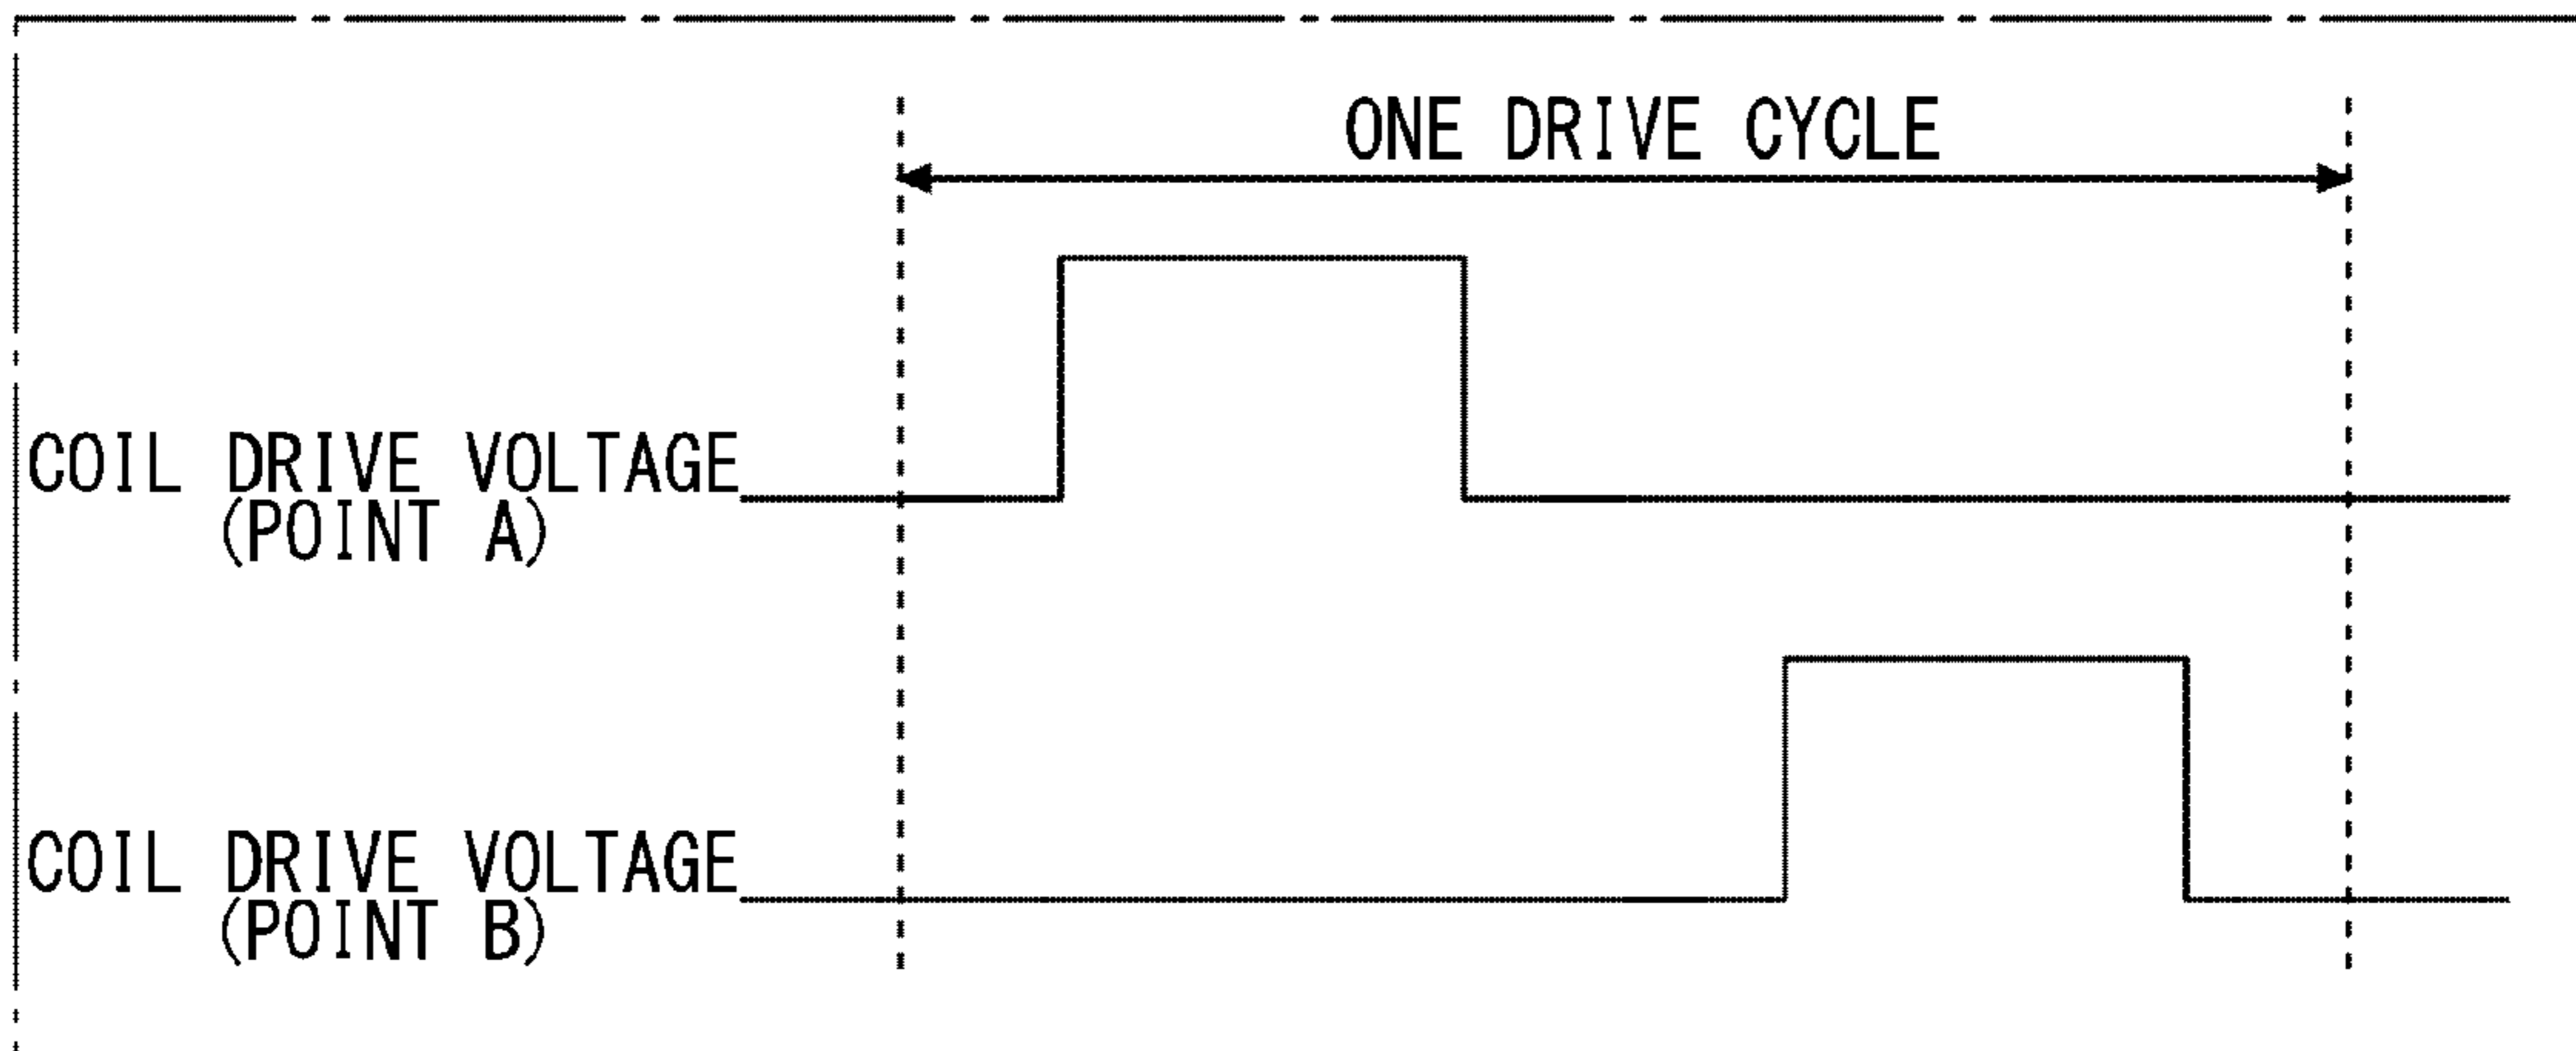 ONE DRIVE CYCLE
COIL DRIVE VOLTAGE
(POINT A)
COIL DRIVE VOLTAGE
(POINT B)